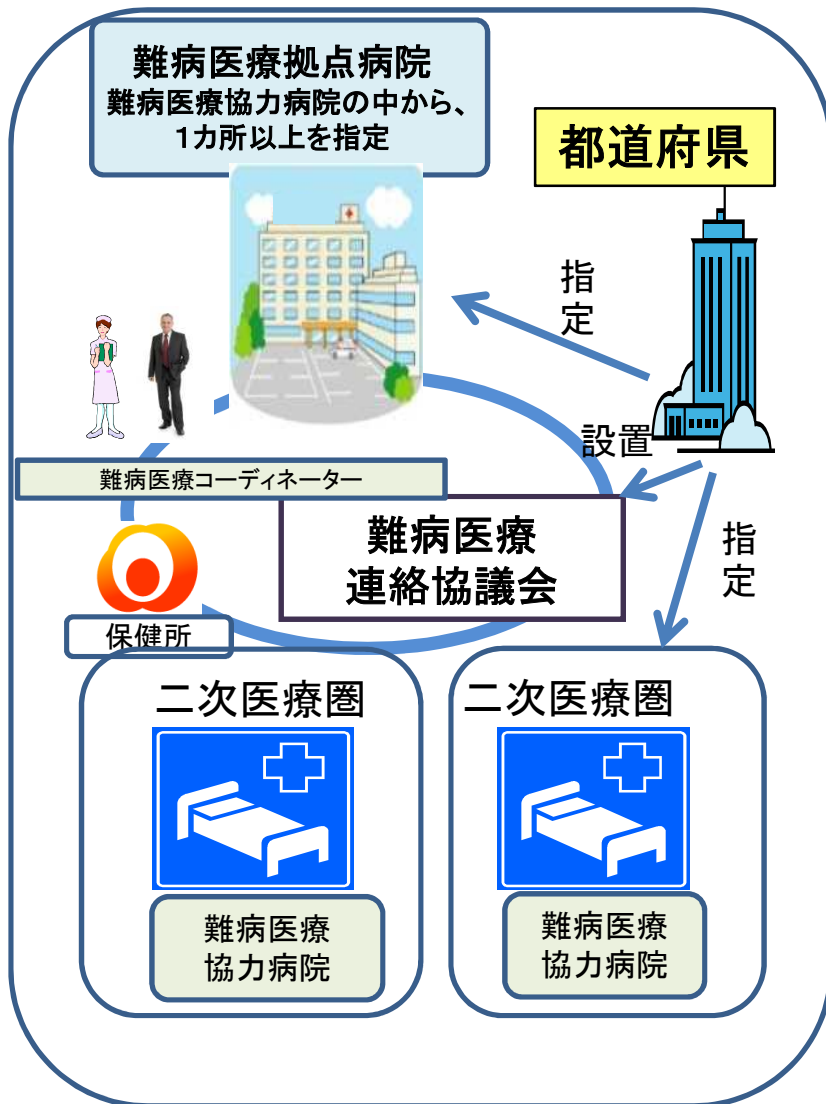 難病医療拠点病院
難病医療協力病院の中から、
1カ所以上を指定
都道府県
指
定
設置
難病医療コーディネーター
難病医療
連絡協議会
指
定
保健所
二次医療圏
二次医療圏
難病医療
協力病院
難病医療
協力病院